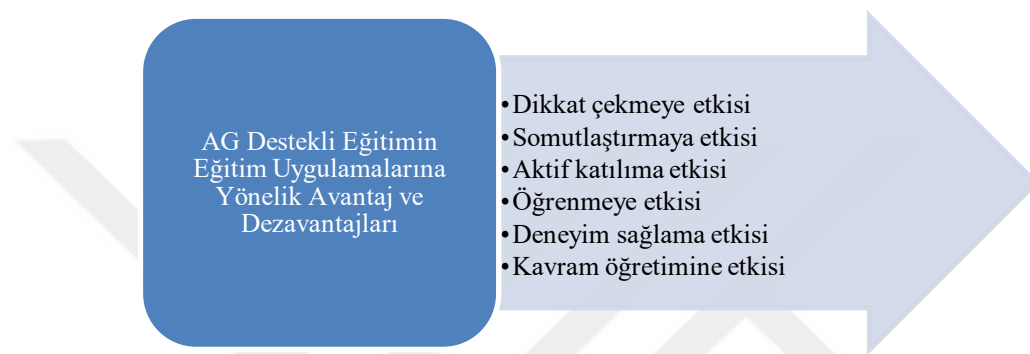 AG Destekli Eğitimin
Eğitim Uygulamalarına
Yönelik Avantaj ve
Dezavantajları
•Dikkat çekmeye etkisi
•Somutlaştırmaya etkisi
•Aktif katılıma etkisi
•Öğrenmeye etkisi
•Deneyim sağlama etkisi
•Kavram öğretimine etkisi